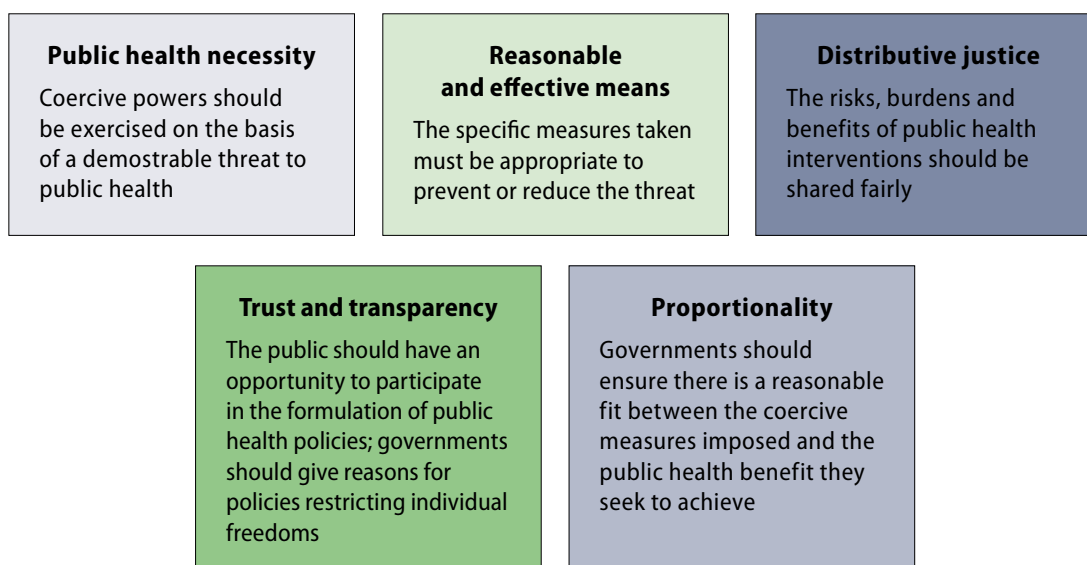 Public health necessity
Coercive powers should
be exercised on the basis
of a demostrable threat to
public health
Reasonable
and effective means
The specific measures taken
must be appropriate to
prevent or reduce the threat
Distributive justice
The risks, burdens and
benefits of public health
interventions should be
shared fairly
Trust and transparency
The public should have an
opportunity to participate
in the formulation of public
health policies; governments
should give reasons for
policies restricting individual
freedoms
Proportionality
Governments should
ensure there is a reasonable
fit between the coercive
measures imposed and the
public health benefit they
seek to achieve